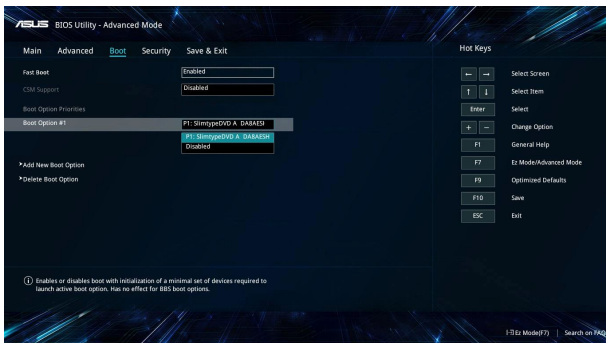 ASUS BIOS Utility - Advanced Mode
Main Advanced Boot Security Save & Exit
Hot Keys
Fast Boot Enabled
CSM Support Disabled
Boot Option Priorities
Boot Option #1 P1: SlimtypeDVD A DA8AESI
P1: SlimtypeDVD A DA8AESH
Disabled
>Add New Boot Option
>Delete Boot Option
← → Select Screen
↑ ↓ Select Item
Enter Select
+ − Change Option
F1 General Help
F7 Ez Mode/Advanced Mode
F9 Optimized Defaults
F10 Save
ESC Exit
Enables or disables boot with initialization of a minimal set of devices required to
launch active boot option. Has no effect for BBS boot options.
Ez Mode(F7) | Search on FAQ